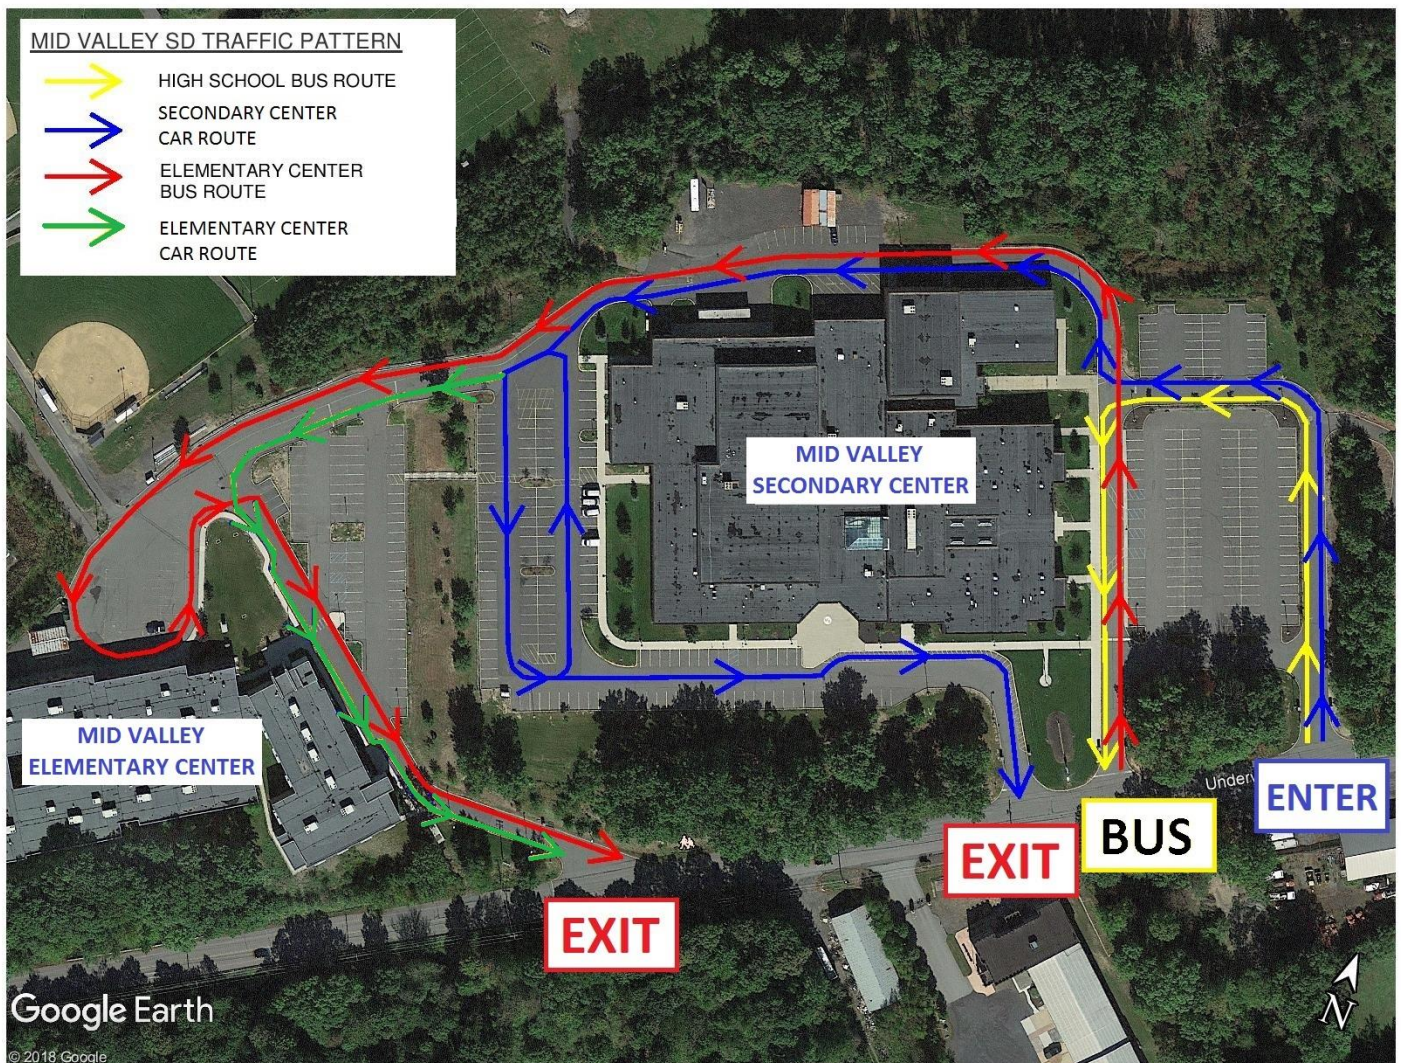 MID VALLEY SD TRAFFIC PATTERN
HIGH SCHOOL BUS ROUTE
SECONDARY CENTER
CAR ROUTE
ELEMENTARY CENTER
BUS ROUTE
ELEMENTARY CENTER
CAR ROUTE
MID VALLEY
SECONDARY CENTER
MID VALLEY
ELEMENTARY CENTER
ENTER
BUS
EXIT
EXIT
N
Google Earth
© 2018 Google